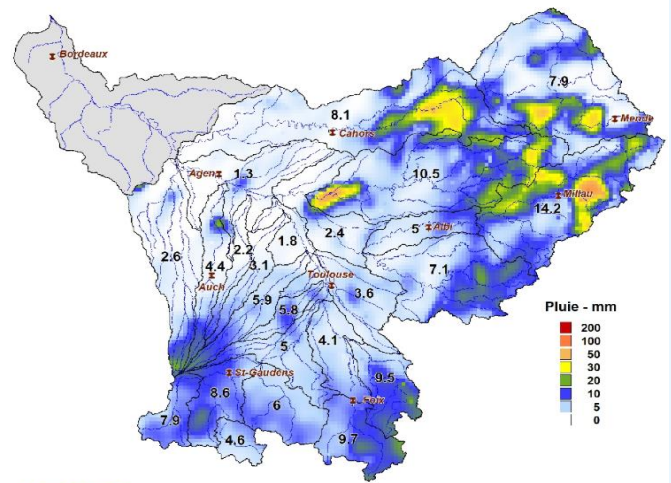 Bordeaux
7.9
8.1
Mende
Cahors
Agen
1.3
10.5
Millau
14.2
2.4
5
Albi
1.8
2.2
2.6
4.4
3.1
7.1
Auch
Toulouse
5.9
3.6
5.8
Pluie - mm
200
100
50
30
20
10
5
0
4.1
5
St-Gaudens
9.5
8.6
6
Foix
7.9
4.6
9.7